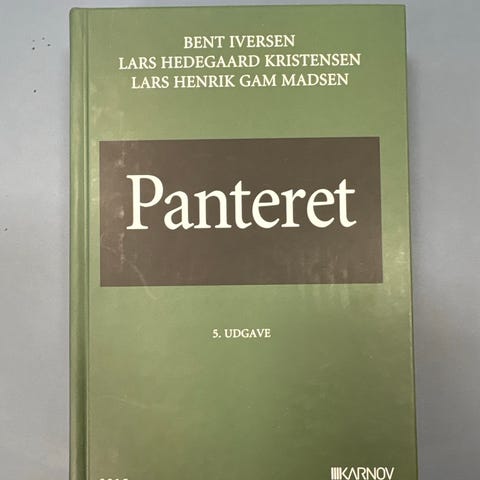 BENT IVERSEN
LARS HEDEGAARD KRISTENSEN
LARS HENRIK GAM MADSEN
Panteret
5. UDGAVE
KARNOV